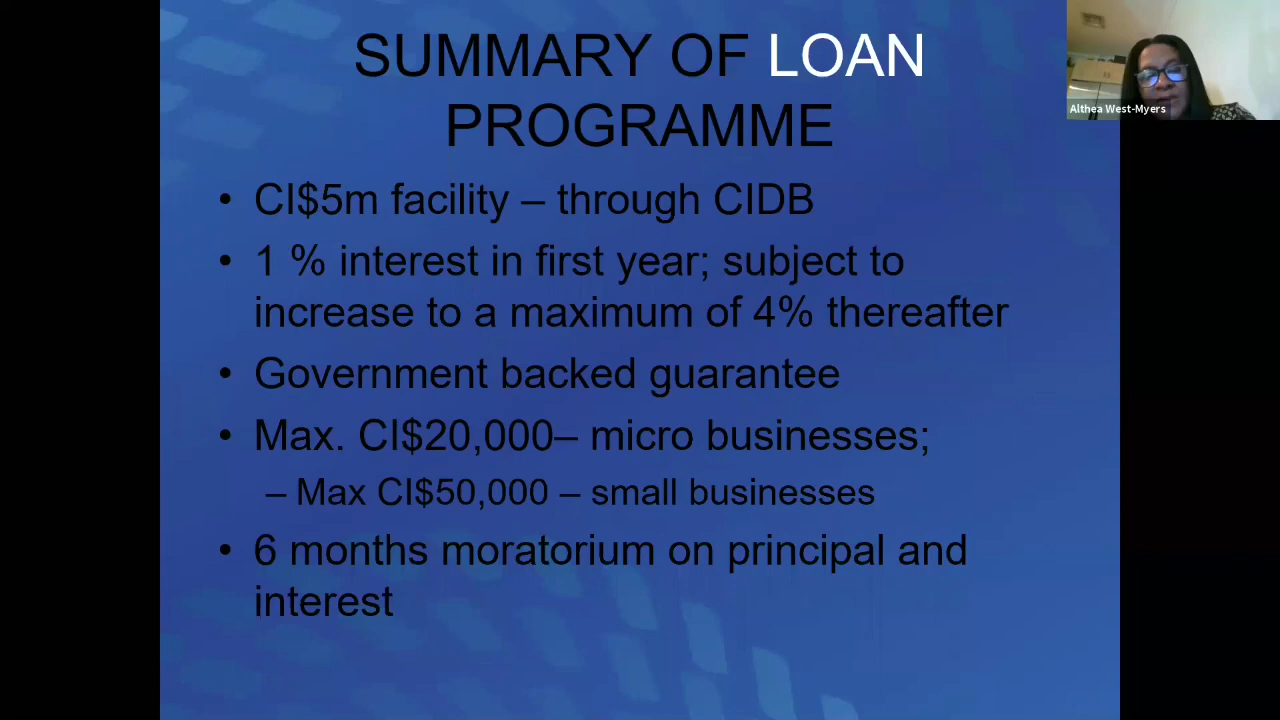 SUMMARY OF LOAN
PROGRAMME
• CI$5m facility – through CIDB
• 1 % interest in first year; subject to
increase to a maximum of 4% thereafter
• Government backed guarantee
• Max. CI$20,000– micro businesses;
– Max CI$50,000 – small businesses
• 6 months moratorium on principal and
interest
Althea West-Myers